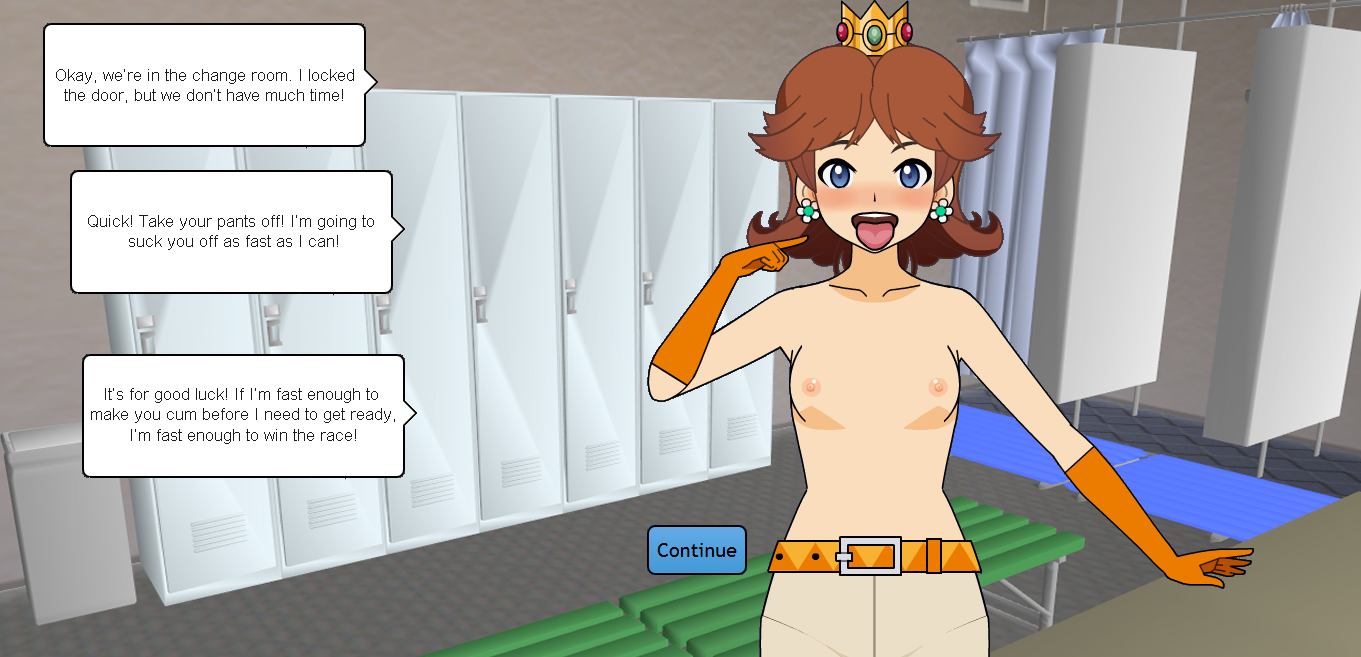 Okay, we're in the change room. I locked
the door, but we don't have much time!
Quick! Take your pants off! I'm going to
suck you off as fast as I can!
It's for good luck! If I'm fast enough to
make you cum before I need to get ready,
I'm fast enough to win the race!
Continue